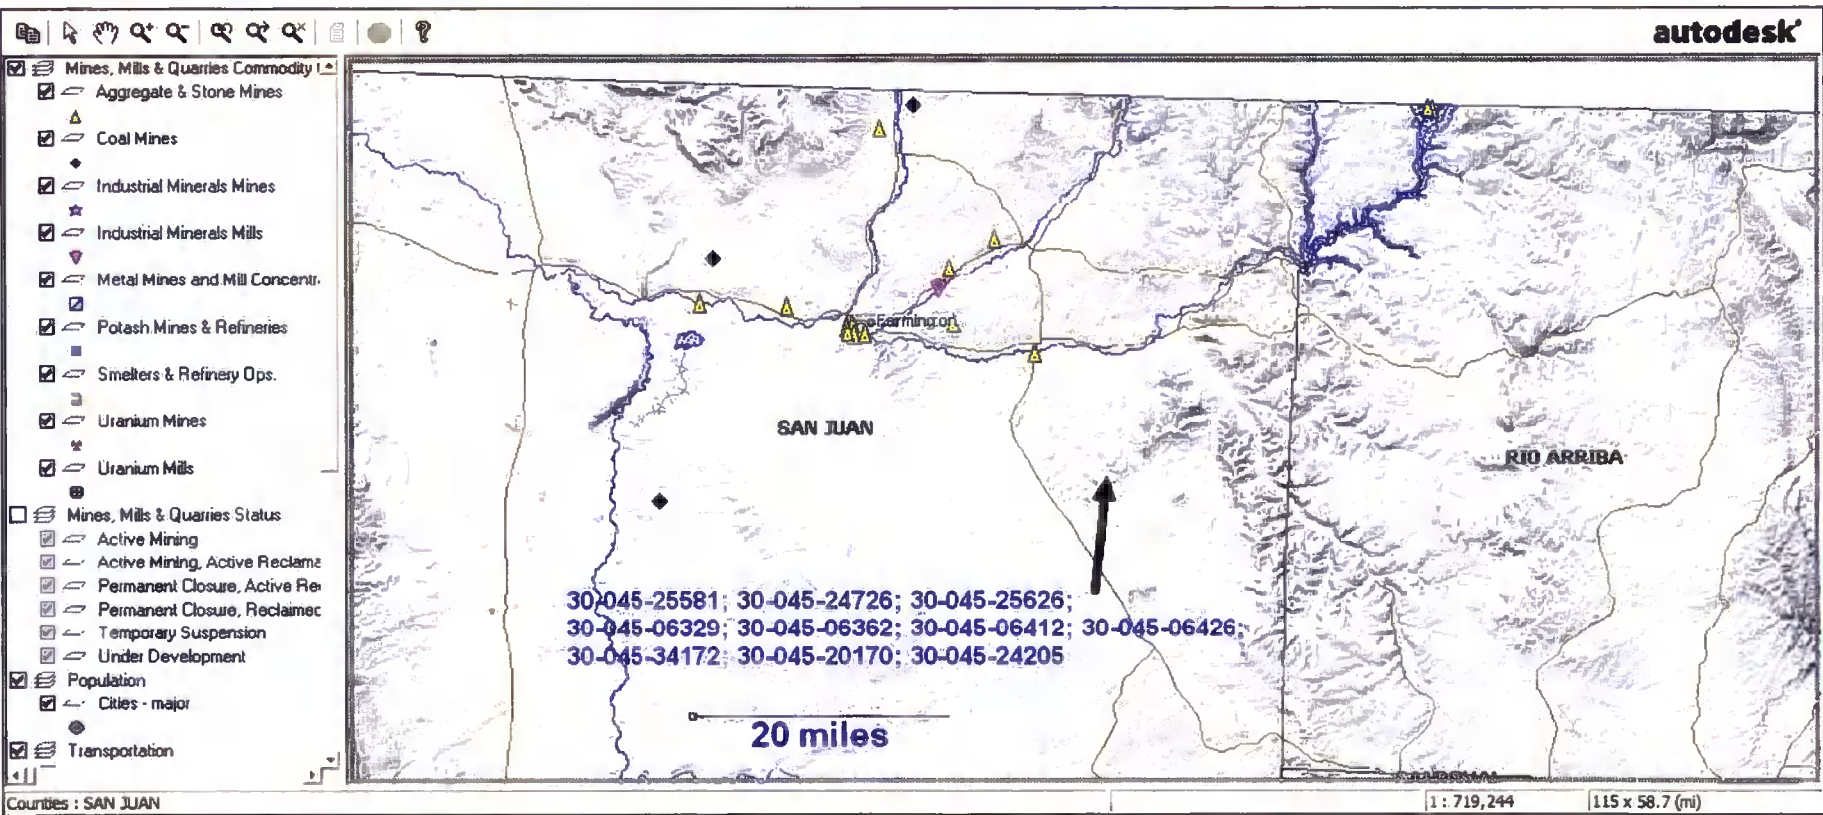 autodesk
Mines, Mills & Quarries Commodity
Aggregate & Stone Mines
Coal Mines
Industrial Minerals Mines
Industrial Minerals Mills
Metal Mines and Mill Concentr.
Potash Mines & Refineries
Smelters & Refinery Ops.
Uranium Mines
Uranium Mills
Mines, Mills & Quarries Status
Active Mining
Active Mining, Active Reclama
Permanent Closure, Active Re
Permanent Closure, Reclaimed
Temporary Suspension
Under Development
Population
Cities - major
Transportation
Farmington
SAN JUAN
RIO ARRIBA
30-045-25581; 30-045-24726; 30-045-25626;
30-045-06329; 30-045-06362; 30-045-06412; 30-045-06426;
30-045-34172; 30-045-20170; 30-045-24205
20 miles
Counties : SAN JUAN
1 : 719,244
115 x 58.7 (mi)